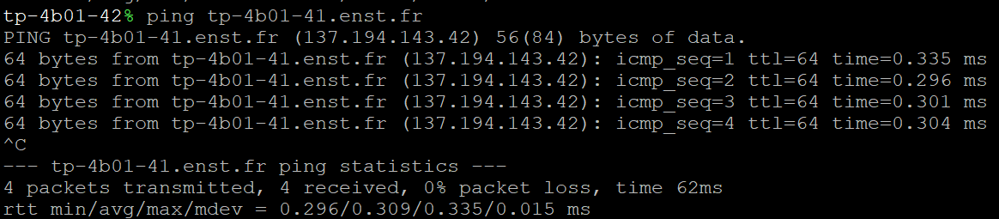 tp-4b01-42% ping tp-4b01-41.enst.fr
PING tp-4b01-41.enst.fr (137.194.143.42) 56(84) bytes of data.
64 bytes from tp-4b01-41.enst.fr (137.194.143.42): icmp_seq=1 ttl=64 time=0.335 ms
64 bytes from tp-4b01-41.enst.fr (137.194.143.42): icmp_seq=2 ttl=64 time=0.296 ms
64 bytes from tp-4b01-41.enst.fr (137.194.143.42): icmp_seq=3 ttl=64 time=0.301 ms
64 bytes from tp-4b01-41.enst.fr (137.194.143.42): icmp_seq=4 ttl=64 time=0.304 ms
^C
--- tp-4b01-41.enst.fr ping statistics ---
4 packets transmitted, 4 received, 0% packet loss, time 62ms
rtt min/avg/max/mdev = 0.296/0.309/0.335/0.015 ms